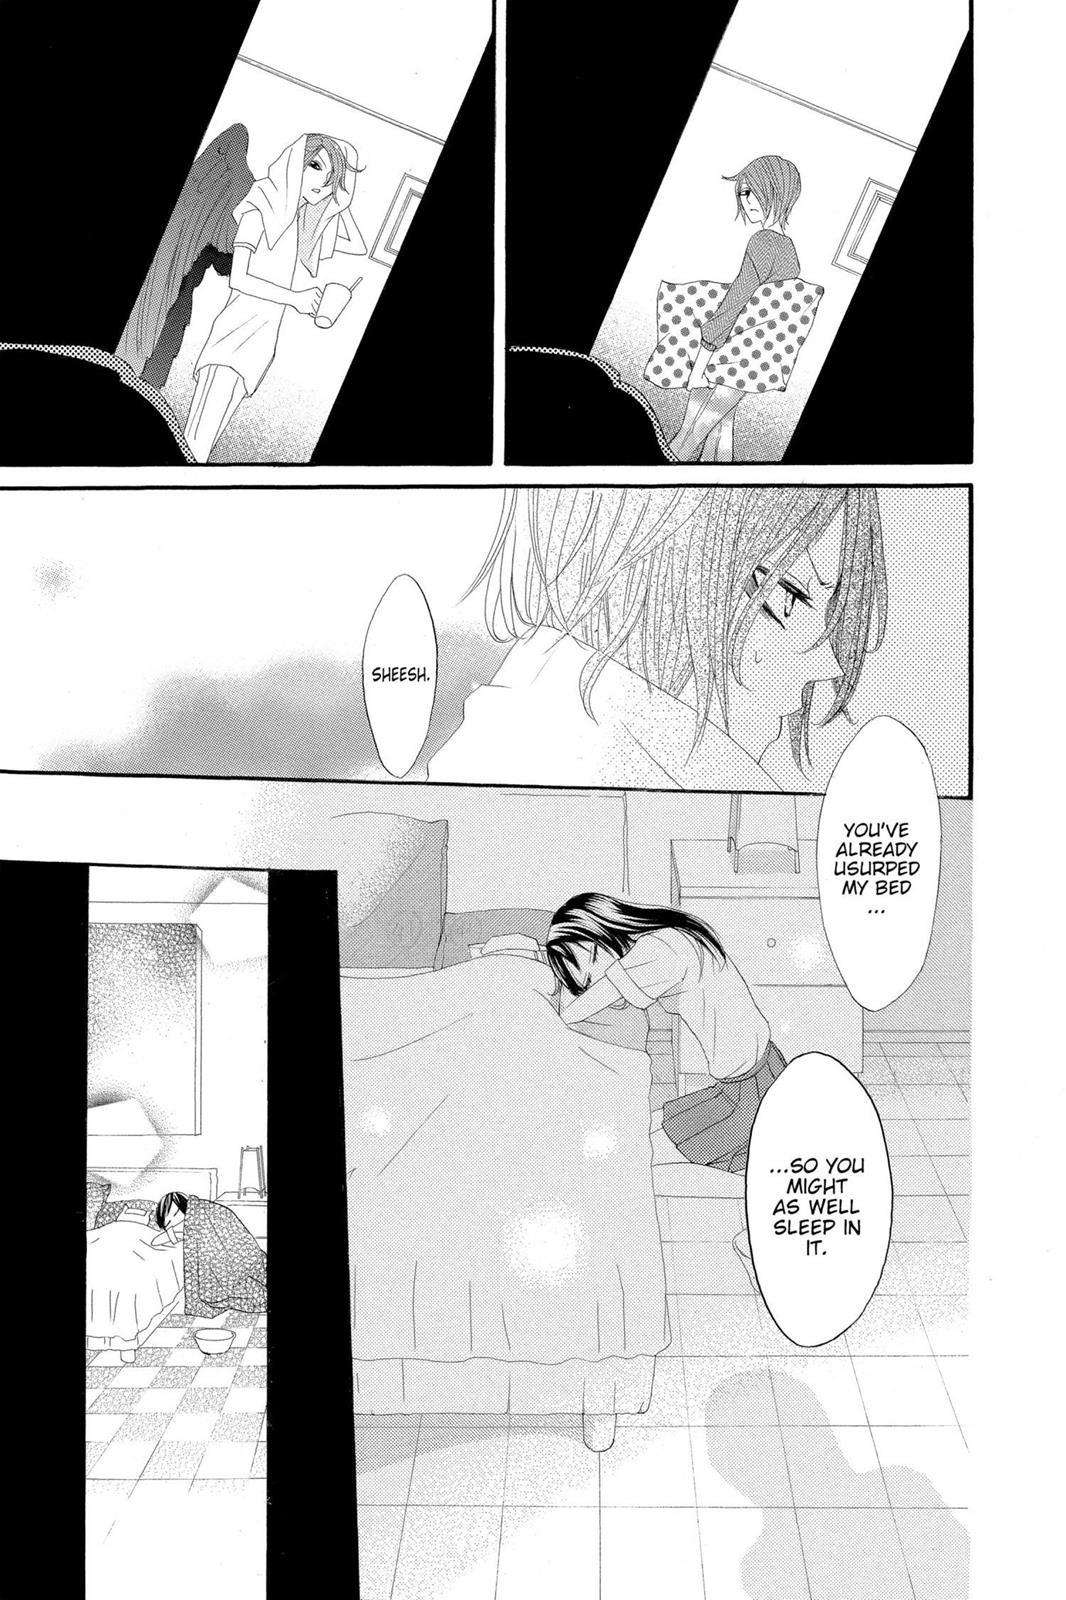 SHEESH.
YOU'VE
ALREADY
USURPED
MY BED
...
...SO YOU
MIGHT
AS WELL
SLEEP IN
IT.